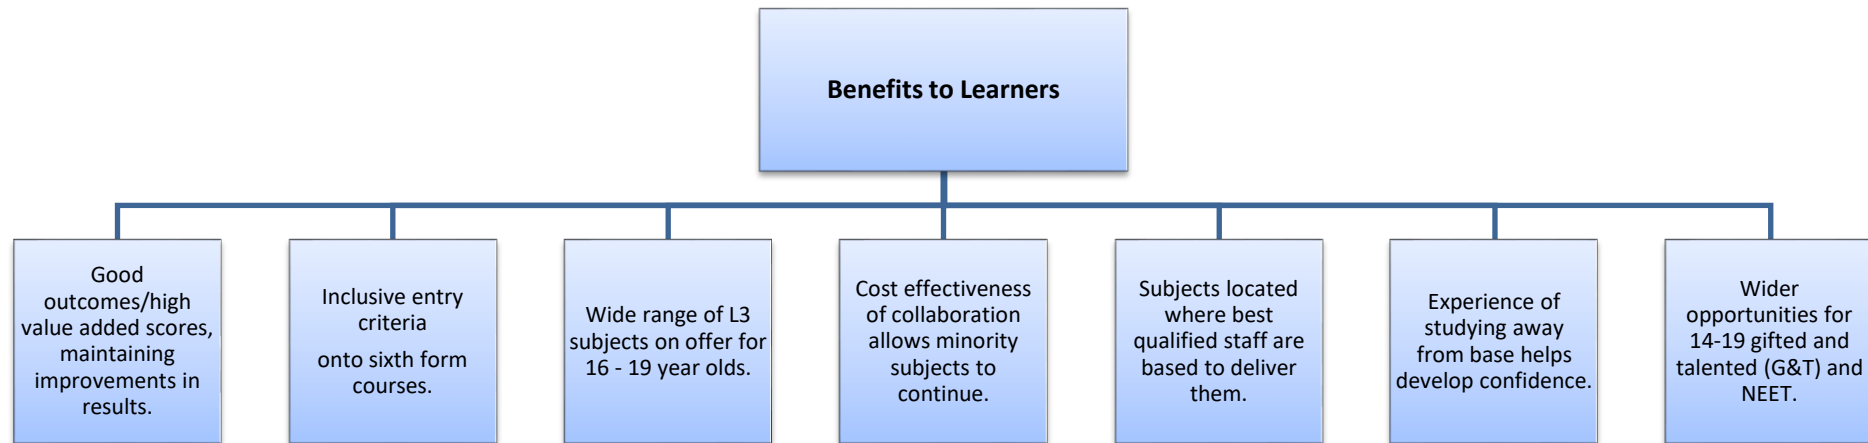 Benefits to Learners
Good
outcomes/high
value added scores,
maintaining
improvements in
results.
Inclusive entry
criteria
onto sixth form
courses.
Wide range of L3
subjects on offer for
16 - 19 year olds.
Cost effectiveness
of collaboration
allows minority
subjects to
continue.
Subjects located
where best
qualified staff are
based to deliver
them.
Experience of
studying away
from base helps
develop confidence.
Wider
opportunities for
14-19 gifted and
talented (G&T) and
NEET.